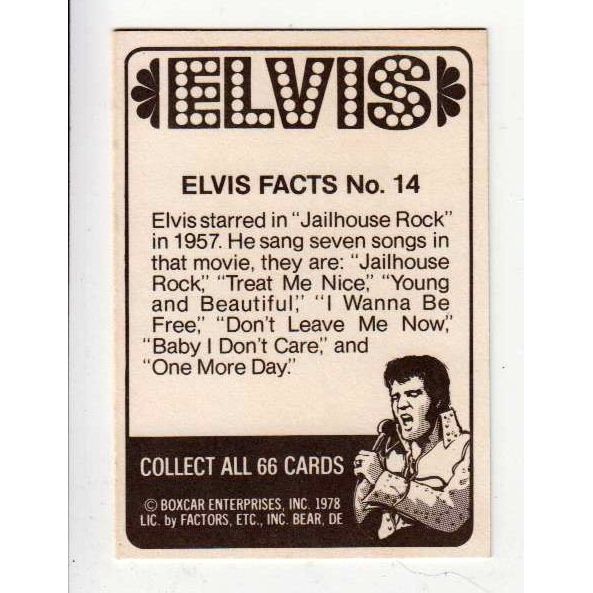 ELVIS
ELVIS FACTS No. 14
Elvis starred in "Jailhouse Rock"
in 1957. He sang seven songs in
that movie, they are: "Jailhouse
Rock," "Treat Me Nice," "Young
and Beautiful," "I Wanna Be
Free," "Don't Leave Me Now,"
"Baby I Don't Care," and
"One More Day."
COLLECT ALL 66 CARDS
© BOXCAR ENTERPRISES, INC. 1978
LIC. by FACTORS, ETC., INC. BEAR, DE